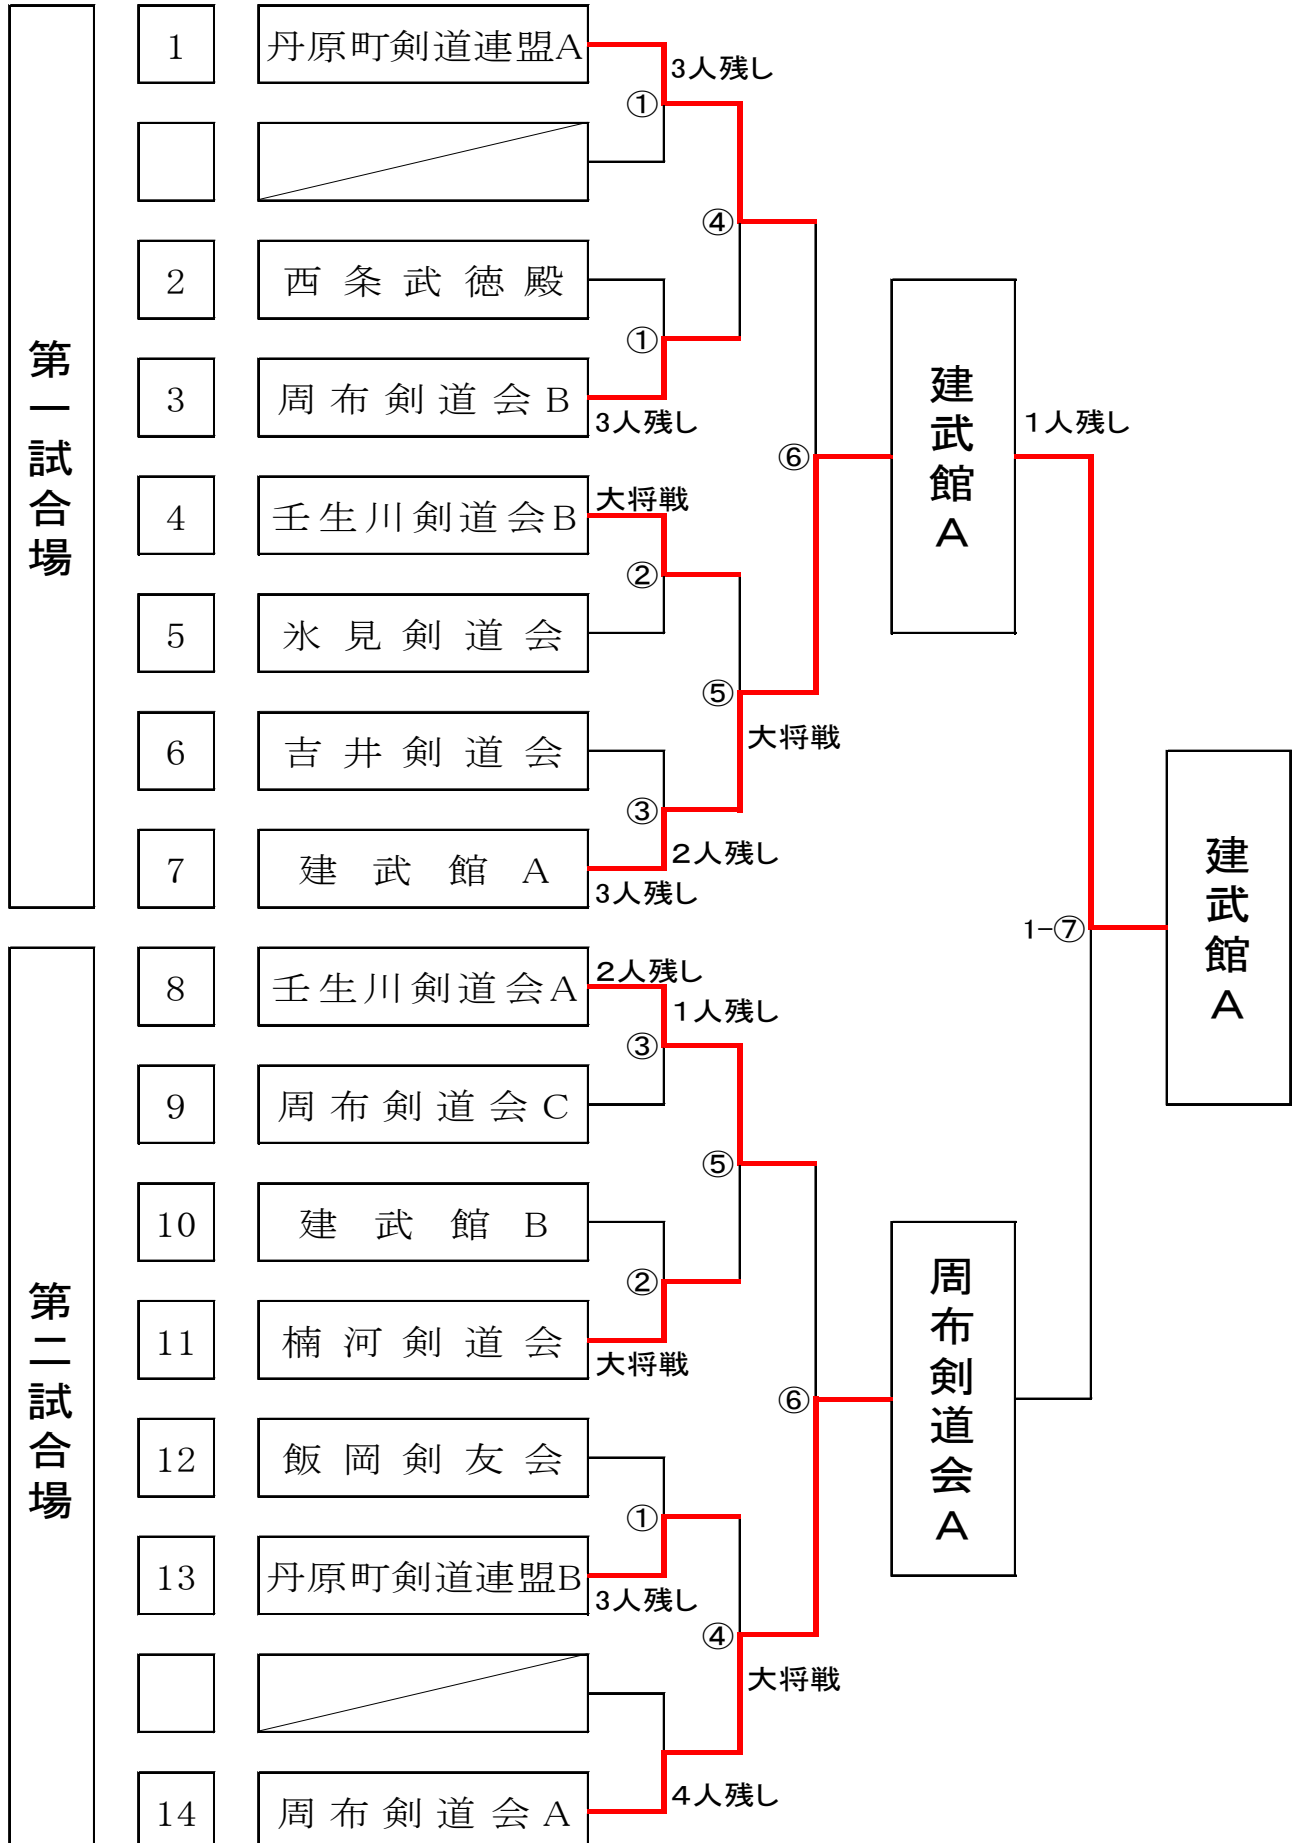 第一試合場
1 丹原町剣道連盟A
3人残し
①
④
2 西条武徳殿
①
3 周布剣道会B
3人残し
⑥
建武館A
1人残し
4 壬生川剣道会B
大将戦
②
5 氷見剣道会
⑤
大将戦
6 吉井剣道会
③
2人残し
7 建武館A
3人残し
1-⑦
建武館A
第二試合場
8 壬生川剣道会A
2人残し
1人残し
③
9 周布剣道会C
⑤
10 建武館B
②
11 楠河剣道会
大将戦
⑥
周布剣道会A
12 飯岡剣友会
①
13 丹原町剣道連盟B
3人残し
④
大将戦
4人残し
14 周布剣道会A